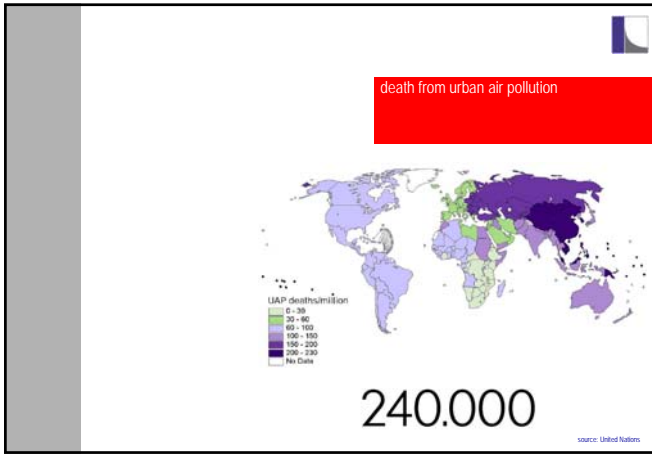 death from urban air pollution
UAP deaths/million
0 - 30
30 - 60
60 - 100
100 - 150
150 - 200
200 - 230
No Data
240.000
source: United Nations